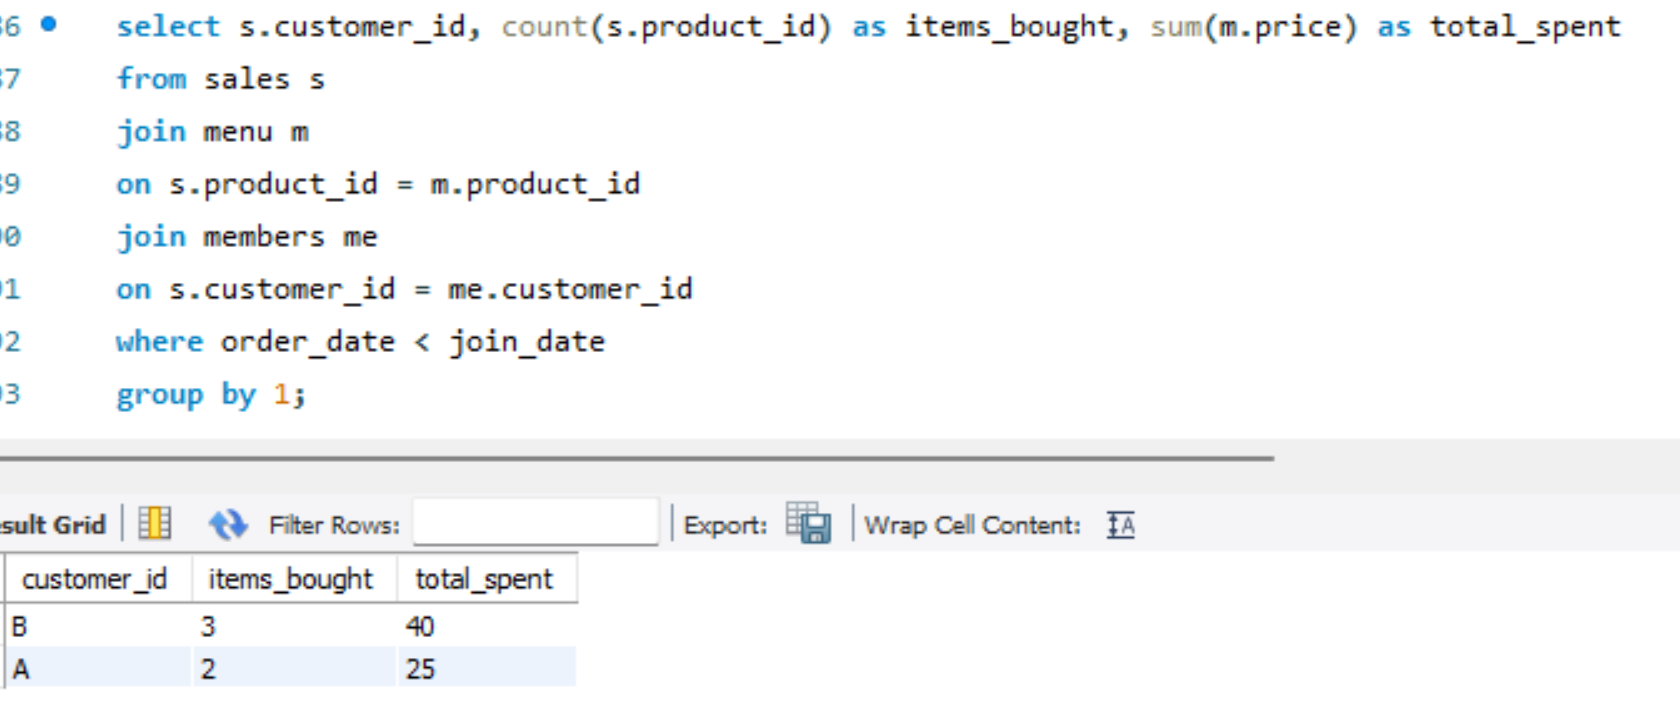 36 select s.customer_id, count(s.product_id) as items_bought, sum(m.price) as total_spent
37 from sales s
38 join menu m
39 on s.product_id = m.product_id
90 join members me
91 on s.customer_id = me.customer_id
92 where order_date < join_date
93 group by 1;
sult Grid Filter Rows: Export: Wrap Cell Content: IA
customer_id items_bought total_spent
B 3 40
A 2 25